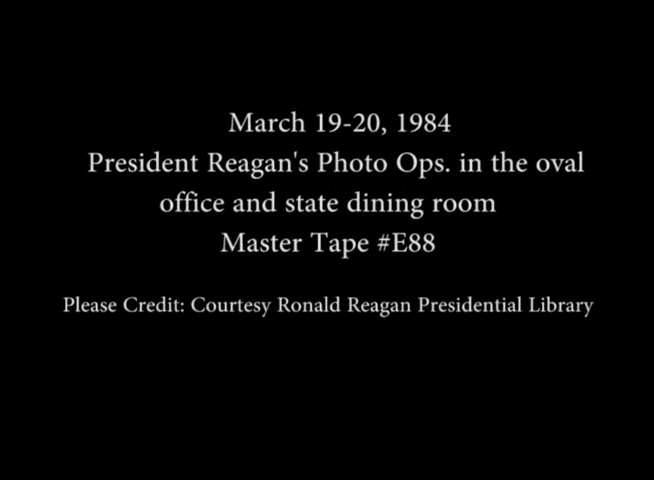 March 19-20, 1984
President Reagan's Photo Ops. in the oval
office and state dining room
Master Tape #E88
Please Credit: Courtesy Ronald Reagan Presidential Library